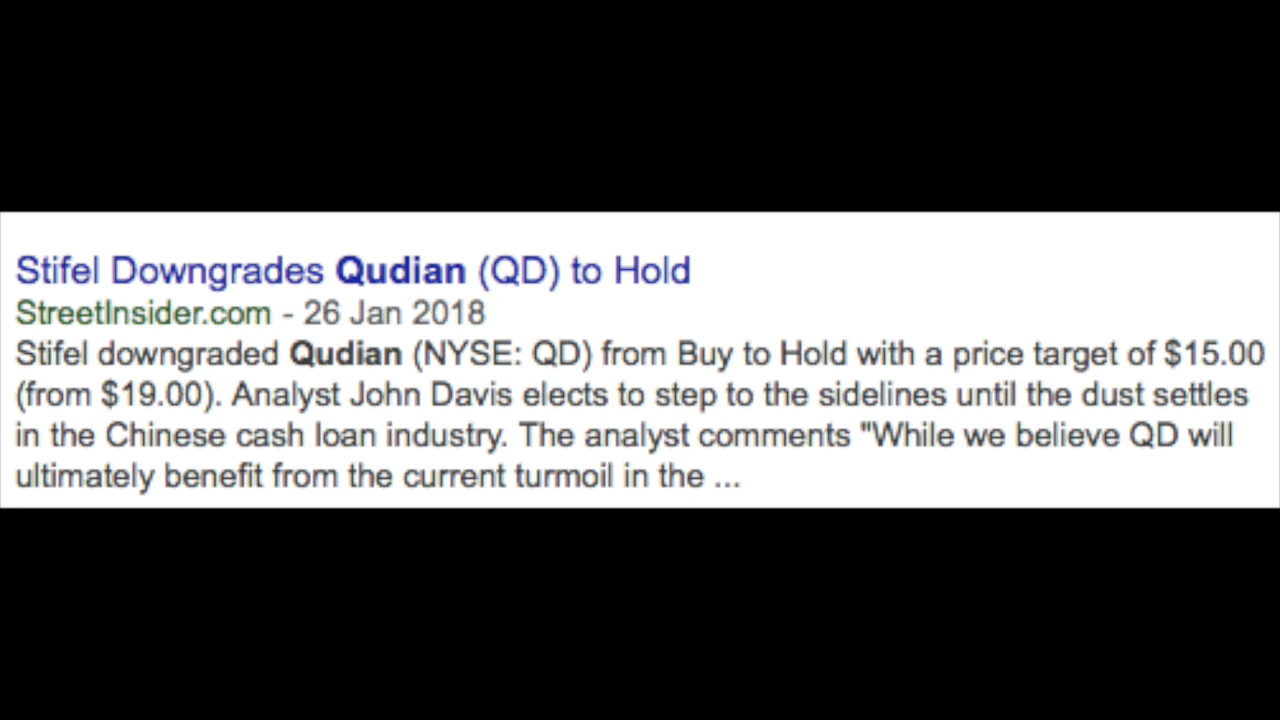 Stifel Downgrades Qudian (QD) to Hold
StreetInsider.com - 26 Jan 2018
Stifel downgraded Qudian (NYSE: QD) from Buy to Hold with a price target of $15.00
(from $19.00). Analyst John Davis elects to step to the sidelines until the dust settles
in the Chinese cash loan industry. The analyst comments "While we believe QD will
ultimately benefit from the current turmoil in the ...